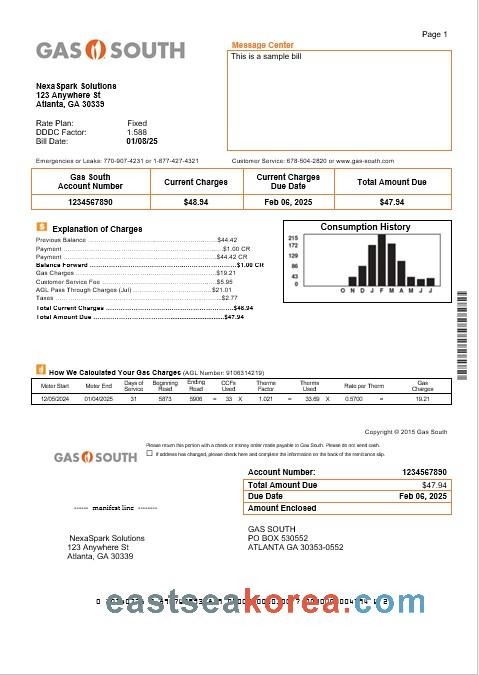 Page 1
GAS SOUTH
Message Center
This is a sample bill
NexaSpark Solutions
123 Anywhere St
Atlanta, GA 30339
Rate Plan: Fixed
DDDC Factor: 1.588
Bill Date: 01/08/25
Emergencies or Leaks: 770-907-4231 or 1-877-427-4321 Customer Service: 678-504-2820 or www.gas-south.com
Gas South Account Number Current Charges Current Charges Due Date Total Amount Due
1234567890 $48.94 Feb 06, 2025 $47.94
Explanation of Charges
Previous Balance $44.42
Payment $1.00 CR
Payment $44.42 CR
Balance Forward $1.00 CR
Gas Charges $19.21
Customer Service Fee $5.95
AGL Pass Through Charges (Jul) $21.01
Taxes $2.77
Total Current Charges $48.94
Total Amount Due $47.94
Consumption History
215
172
129
86
43
0
O N D J F M A M J J
How We Calculated Your Gas Charges (AGL Number: 9106314219)
Meter Start Meter End Days of Service Beginning Read Ending Read CCFs Used Therms Factor Therms Used Rate per Therm Gas Charges
12/05/2024 01/04/2025 31 5873 5906 = 33 X 1.021 = 33.69 X 0.5700 = 19.21
Copyright © 2015 Gas South
GAS SOUTH
Please return this portion with a check or money order made payable to Gas South. Please do not send cash.
If address has changed, please check here and complete the information on the back of the remittance slip.
Account Number: 1234567890
Total Amount Due $47.94
Due Date Feb 06, 2025
Amount Enclosed
------ manifest line --------
NexaSpark Solutions
123 Anywhere St
Atlanta, GA 30339
GAS SOUTH
PO BOX 530552
ATLANTA GA 30353-0552
eastseakorea.com